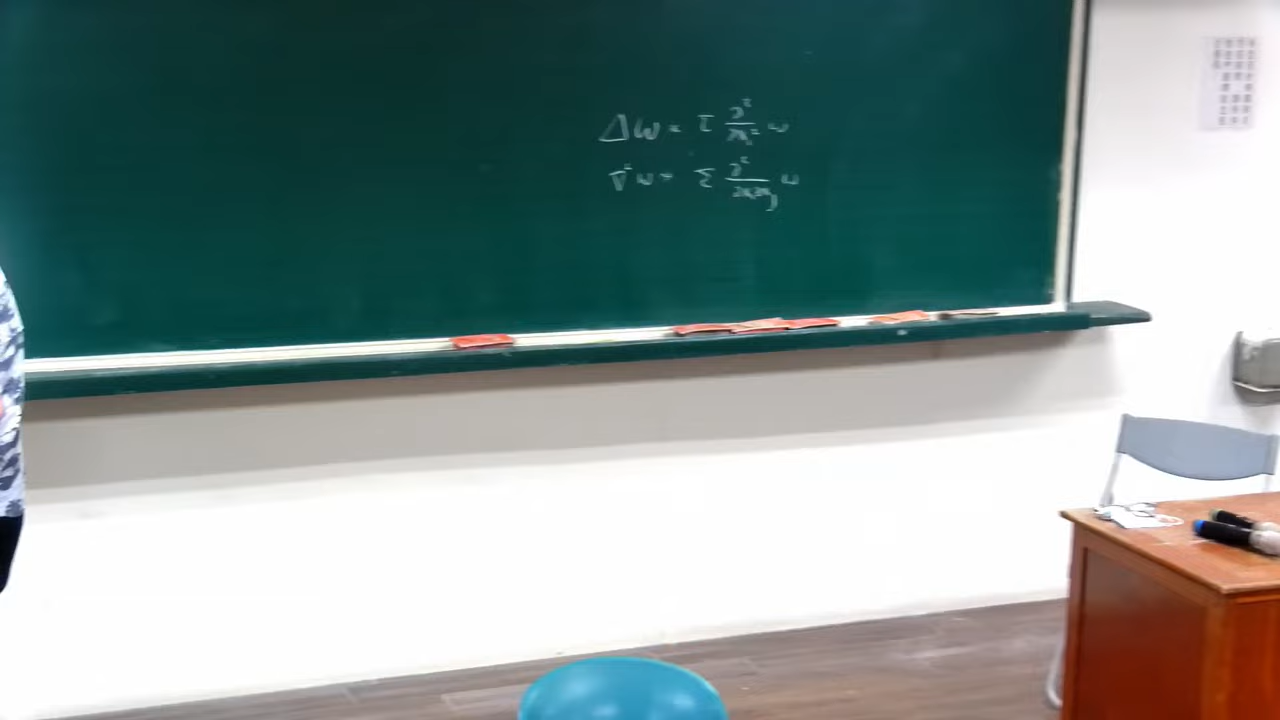 Δω = Σ ∂²/∂xᵢ² ω
∇²ω = Σ ∂²/∂xᵢ∂xⱼ ω